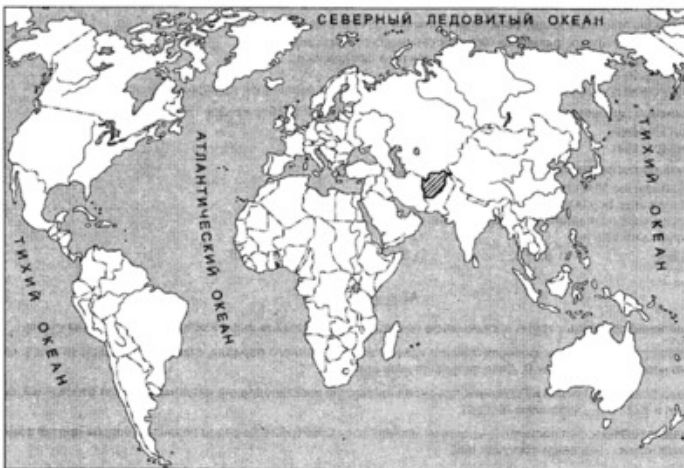 СЕВЕРНЫЙ ЛЕДОВИТЫЙ ОКЕАН
АТЛАНТИЧЕСКИЙ ОКЕАН
ТИХИЙ ОКЕАН
ТИХИЙ ОКЕАН